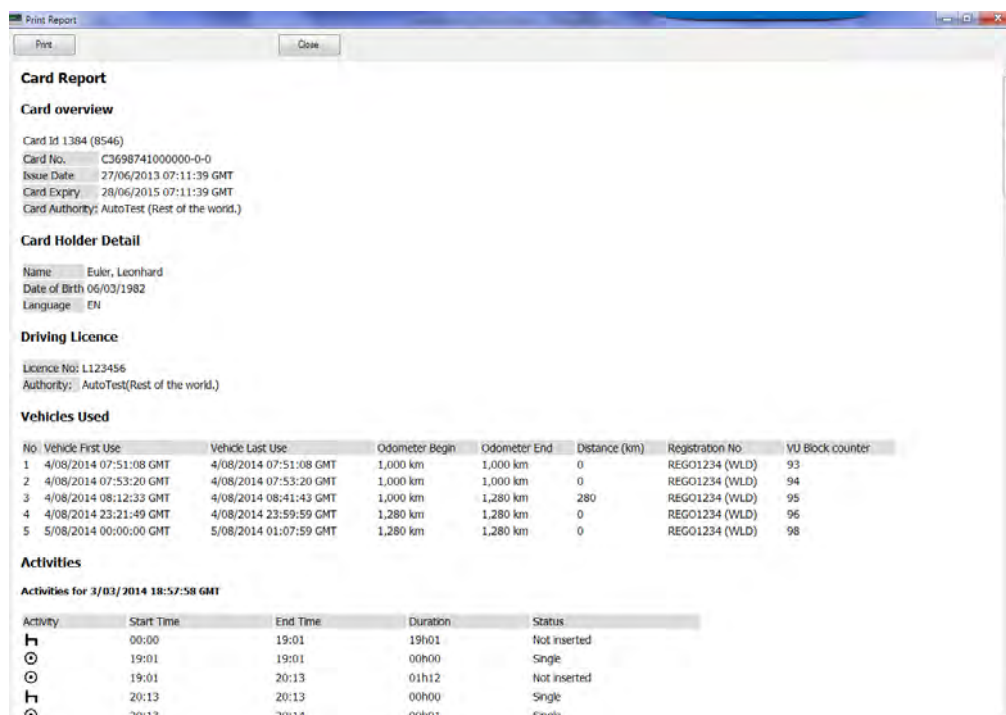 Print Report
Print Close
Card Report
Card overview
Card Id 1384 (8546)
Card No. C3698741000000-0-0
Issue Date 27/06/2013 07:11:39 GMT
Card Expiry 28/06/2015 07:11:39 GMT
Card Authority: AutoTest (Rest of the world.)
Card Holder Detail
Name Euler, Leonhard
Date of Birth 06/03/1982
Language EN
Driving Licence
Licence No: L123456
Authority: AutoTest(Rest of the world.)
Vehicles Used
No Vehicle First Use Vehicle Last Use Odometer Begin Odometer End Distance (km) Registration No VU Block counter
1 4/08/2014 07:51:08 GMT 4/08/2014 07:51:08 GMT 1,000 km 1,000 km 0 REGO1234 (WLD) 93
2 4/08/2014 07:53:20 GMT 4/08/2014 07:53:20 GMT 1,000 km 1,000 km 0 REGO1234 (WLD) 94
3 4/08/2014 08:12:33 GMT 4/08/2014 08:41:43 GMT 1,000 km 1,280 km 280 REGO1234 (WLD) 95
4 4/08/2014 23:21:49 GMT 4/08/2014 23:59:59 GMT 1,280 km 1,280 km 0 REGO1234 (WLD) 96
5 5/08/2014 00:00:00 GMT 5/08/2014 01:07:59 GMT 1,280 km 1,280 km 0 REGO1234 (WLD) 98
Activities
Activities for 3/03/2014 18:57:58 GMT
Activity Start Time End Time Duration Status
00:00 19:01 19h01 Not inserted
19:01 19:01 00h00 Single
19:01 20:13 01h12 Not inserted
20:13 20:13 00h00 Single
20:13 20:14 00h01 Single